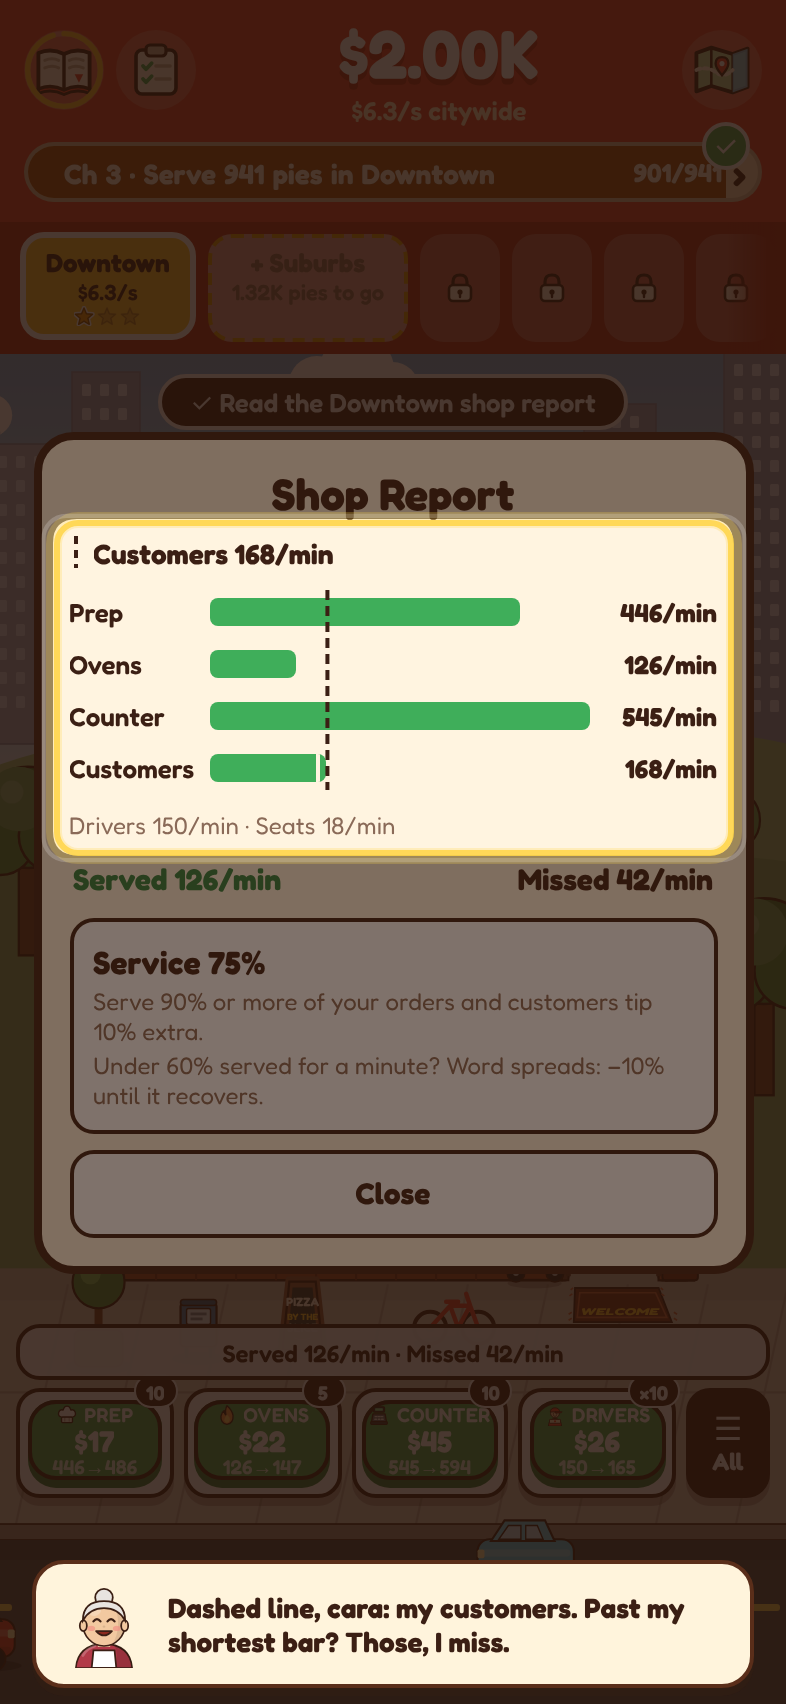 $2.00K
$6.3/s citywide
Ch 3 · Serve 941 pies in Downtown 901/941
Downtown
$6.3/s
+ Suburbs
1.32K pies to go
✓ Read the Downtown shop report
Shop Report
Customers 168/min
Prep 446/min
Ovens 126/min
Counter 545/min
Customers 168/min
Drivers 150/min · Seats 18/min
Served 126/min Missed 42/min
Service 75%
Serve 90% or more of your orders and customers tip
10% extra.
Under 60% served for a minute? Word spreads: −10%
until it recovers.
Close
PIZZA
BY THE
WELCOME
Served 126/min · Missed 42/min
10 5 10 x10
PREP OVENS COUNTER DRIVERS
$17 $22 $45 $26
446→486 126→147 545→594 150→165
All
Dashed line, cara: my customers. Past my
shortest bar? Those, I miss.